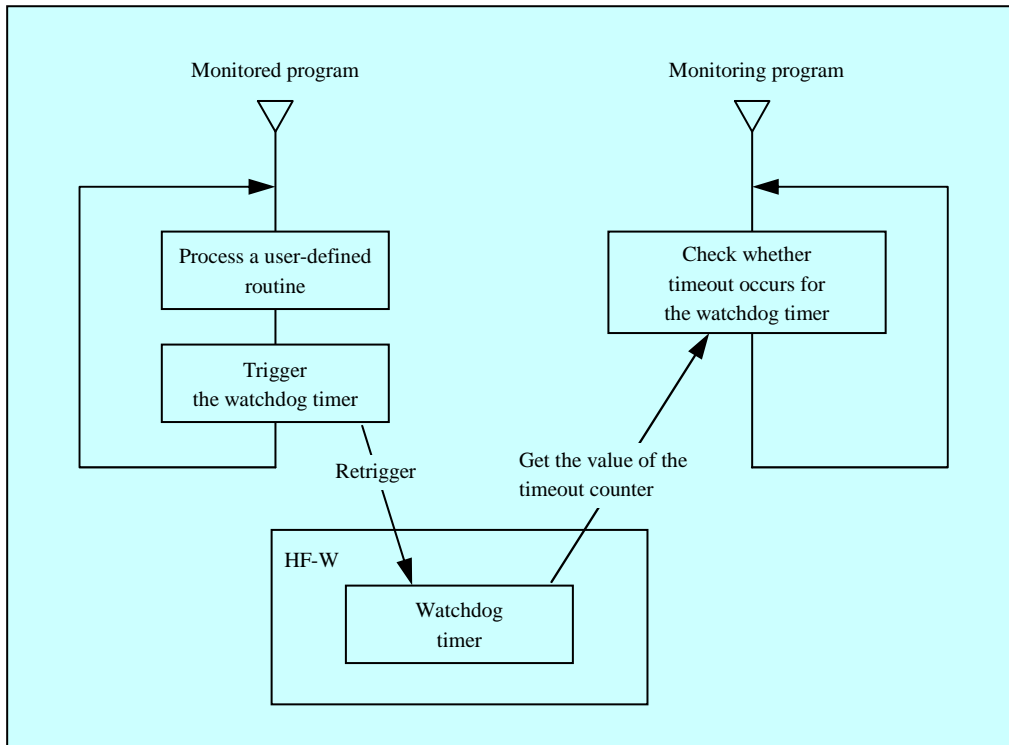 Monitored program
Monitoring program
Process a user-defined
routine
Check whether
timeout occurs for
the watchdog timer
Trigger
the watchdog timer
Retrigger
Get the value of the
timeout counter
HF-W
Watchdog
timer